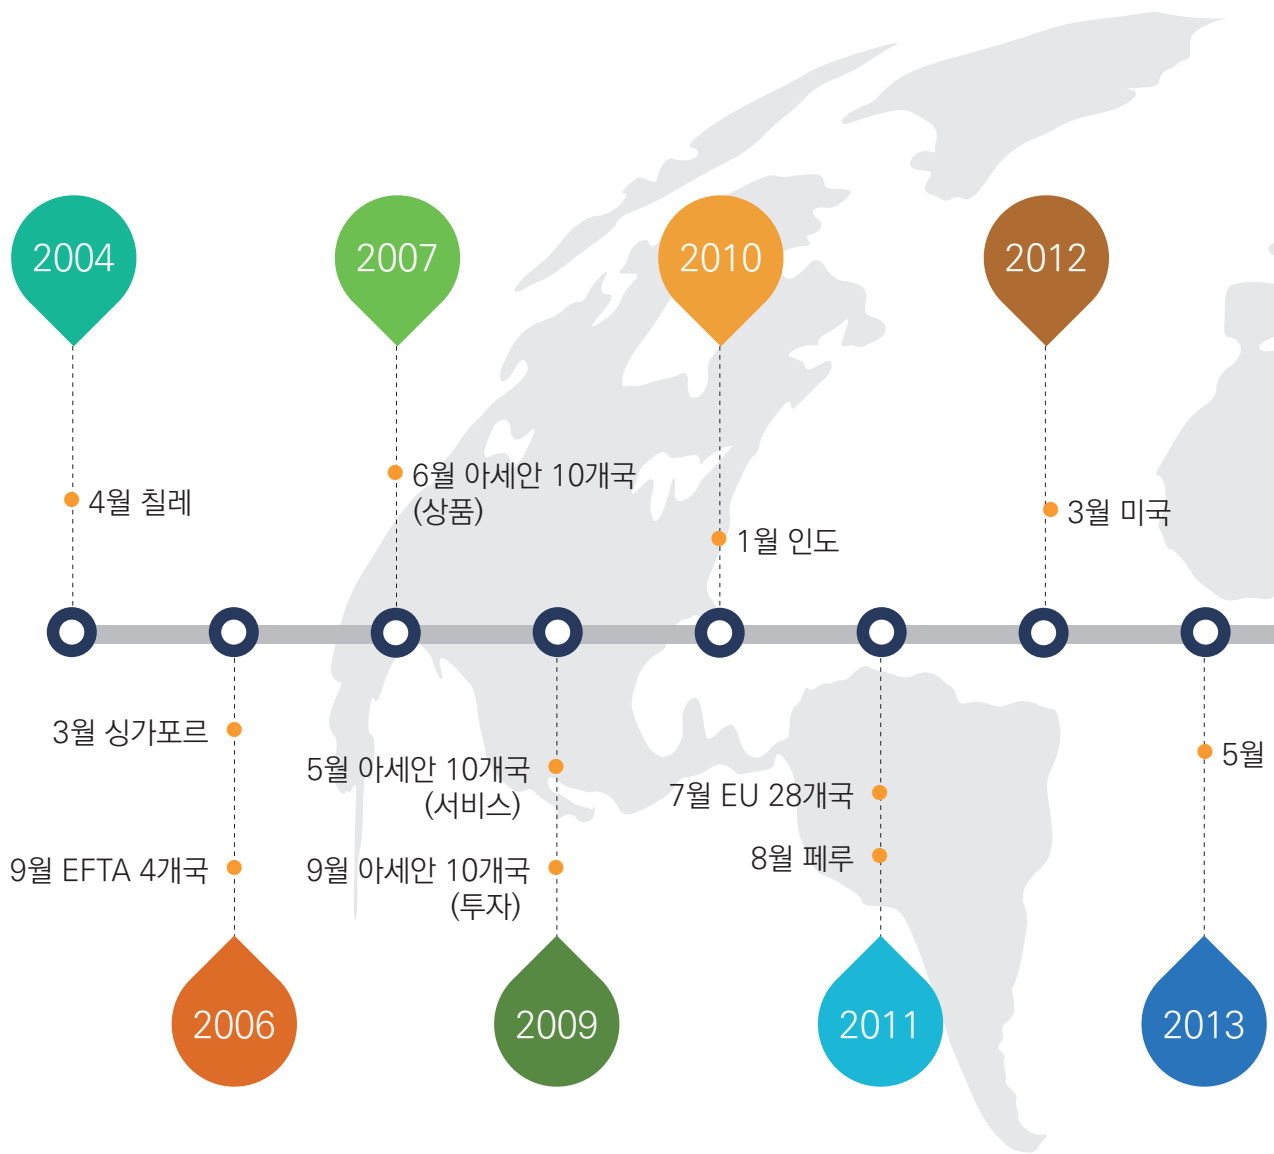 2004
4월 칠레
2006
3월 싱가포르
9월 EFTA 4개국
2007
6월 아세안 10개국
(상품)
2009
5월 아세안 10개국
(서비스)
9월 아세안 10개국
(투자)
2010
1월 인도
2011
7월 EU 28개국
8월 페루
2012
3월 미국
2013
5월